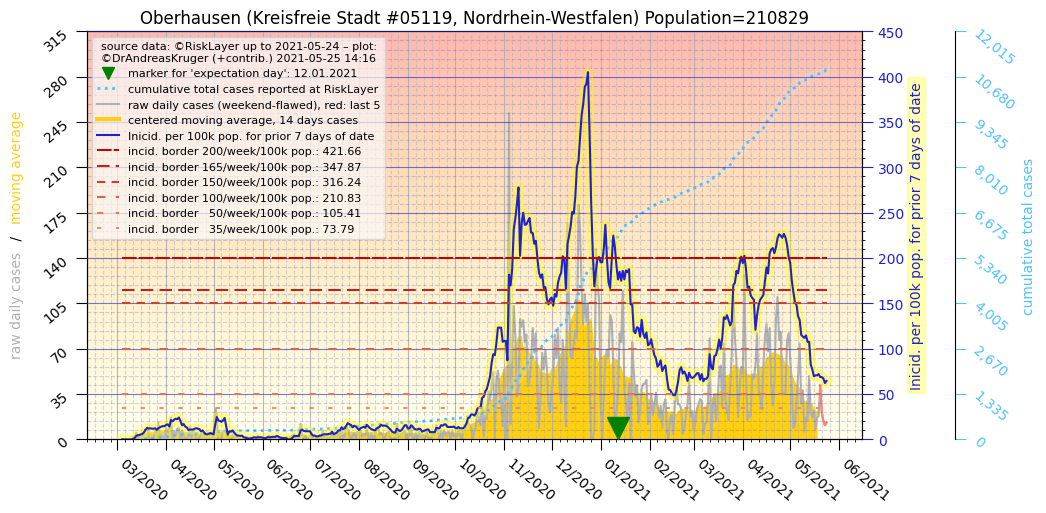 Oberhausen (Kreisfreie Stadt #05119, Nordrhein-Westfalen) Population=210829
source data: ©RiskLayer up to 2021-05-24 – plot:
©DrAndreasKruger (+contrib.) 2021-05-25 14:16
marker for 'expectation day': 12.01.2021
cumulative total cases reported at RiskLayer
raw daily cases (weekend-flawed), red: last 5
centered moving average, 14 days cases
Inicid. per 100k pop. for prior 7 days of date
incid. border 200/week/100k pop.: 421.66
incid. border 165/week/100k pop.: 347.87
incid. border 150/week/100k pop.: 316.24
incid. border 100/week/100k pop.: 210.83
incid. border   50/week/100k pop.: 105.41
incid. border   35/week/100k pop.: 73.79
raw daily cases / moving average
315
280
245
210
175
140
105
70
35
0
03/2020
04/2020
05/2020
06/2020
07/2020
08/2020
09/2020
10/2020
11/2020
12/2020
01/2021
02/2021
03/2021
04/2021
05/2021
06/2021
450
400
350
300
250
200
150
100
50
0
Inicid. per 100k pop. for prior 7 days of date
12,015
10,680
9,345
8,010
6,675
5,340
4,005
2,670
1,335
0
cumulative total cases